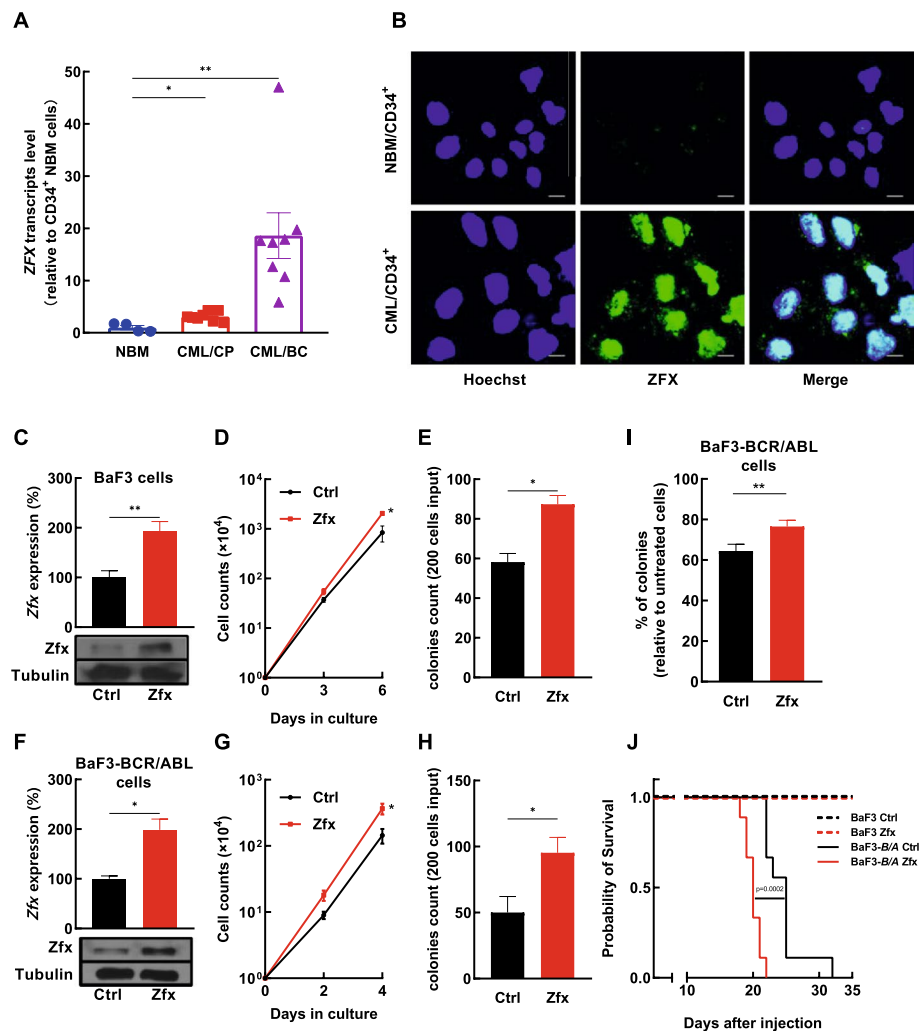 A
ZFX transcripts level
(relative to CD34+ NBM cells)
50
40
30
20
10
0
**
*
NBM
CML/CP
CML/BC
B
NBM/CD34+
CML/CD34+
Hoechst
ZFX
Merge
C
BaF3 cells
Zfx expression (%)
300
200
100
0
**
Zfx
Tubulin
Ctrl
Zfx
D
Cell counts (×10^4)
10^4
10^3
10^2
10^1
10^0
Ctrl
Zfx
*
0
3
6
Days in culture
E
colonies count (200 cells input)
100
80
60
40
20
0
*
Ctrl
Zfx
I
BaF3-BCR/ABL
cells
% of colonies
(relative to untreated cells)
100
80
60
40
20
0
**
Ctrl
Zfx
F
BaF3-BCR/ABL
cells
Zfx expression (%)
300
200
100
0
*
Zfx
Tubulin
Ctrl
Zfx
G
Cell counts (×10^4)
10^3
10^2
10^1
10^0
Ctrl
Zfx
*
0
2
4
Days in culture
H
colonies count (200 cells input)
150
100
50
0
*
Ctrl
Zfx
J
Probability of Survival
1.0
0.5
0.0
BaF3 Ctrl
BaF3 Zfx
BaF3-B/A Ctrl
BaF3-B/A Zfx
p=0.0002
10
20
30
35
Days after injection